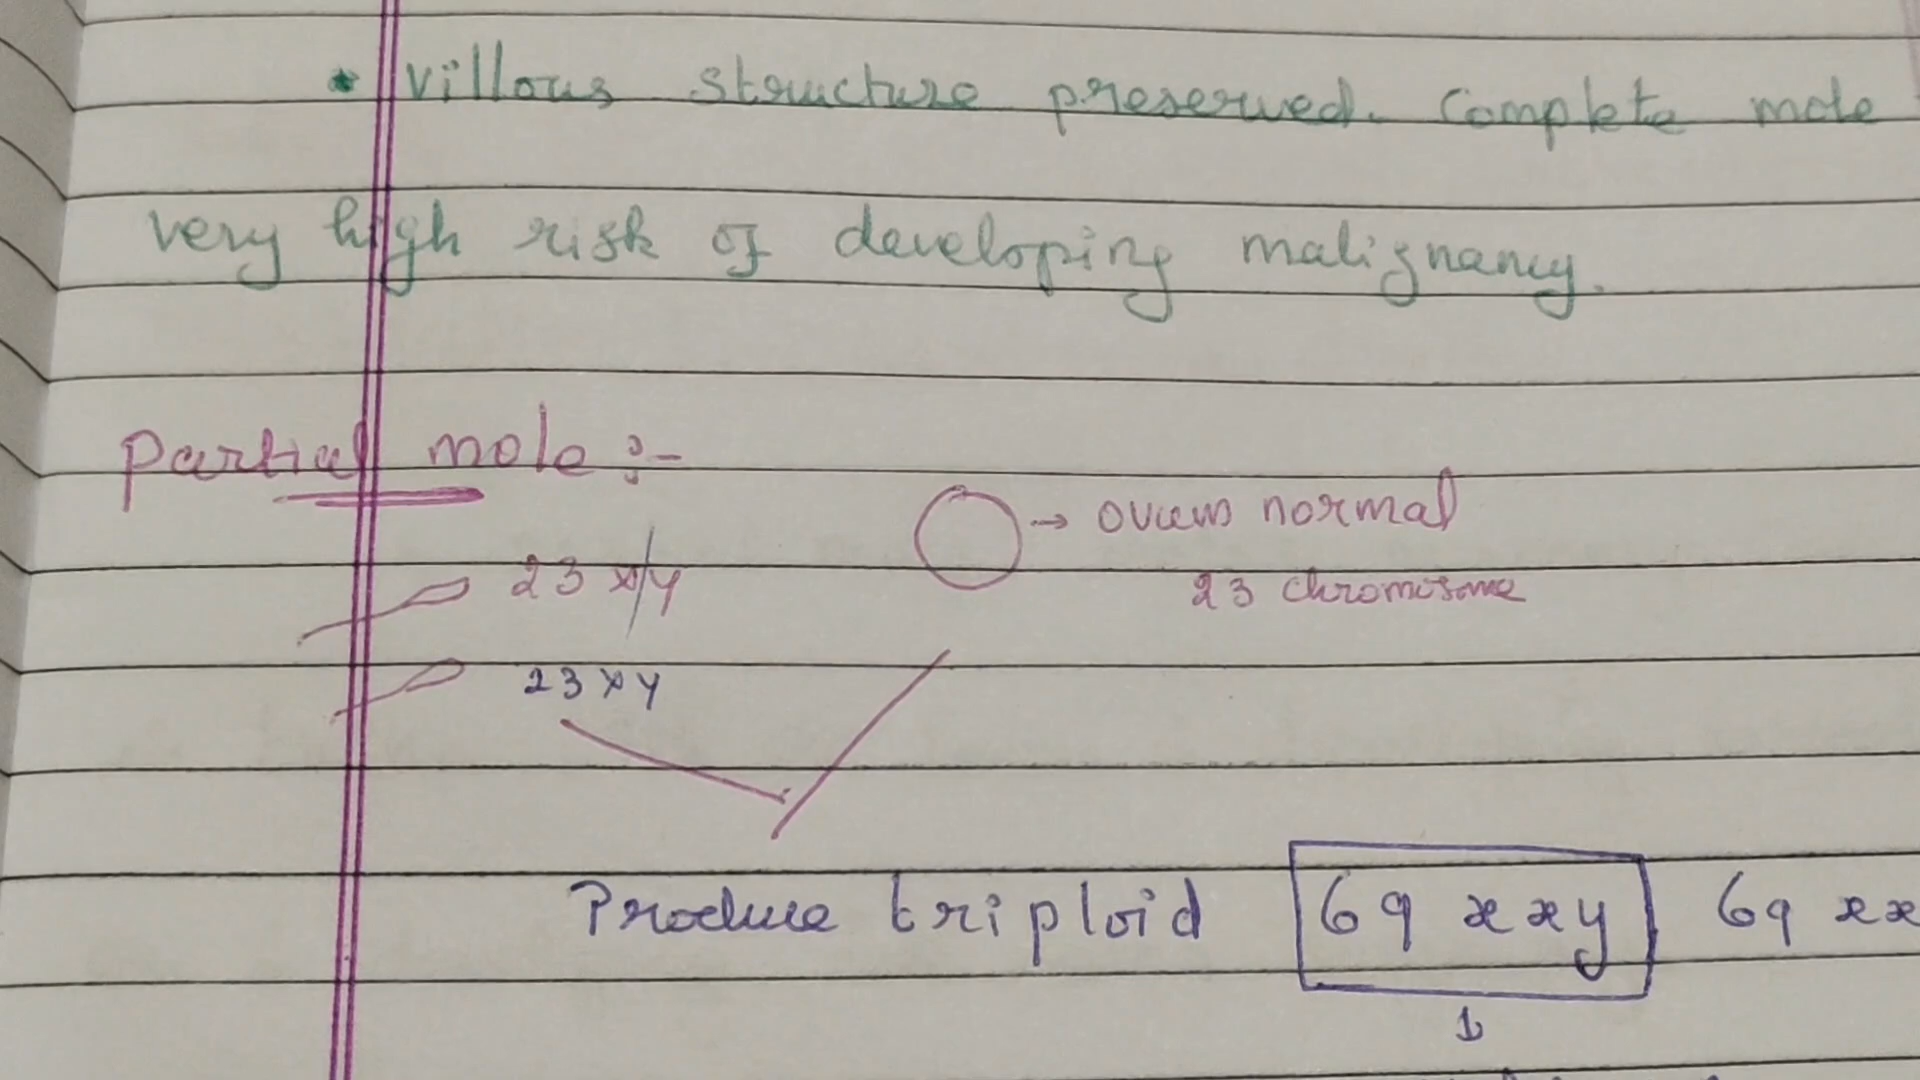 • Villous structure preserved. Complete mole
very high risk of developing malignancy.
Partial mole :-
→ ovum normal
23 x/y
23 chromosome
23 xy
Produce triploid 69 xxy 69 xx